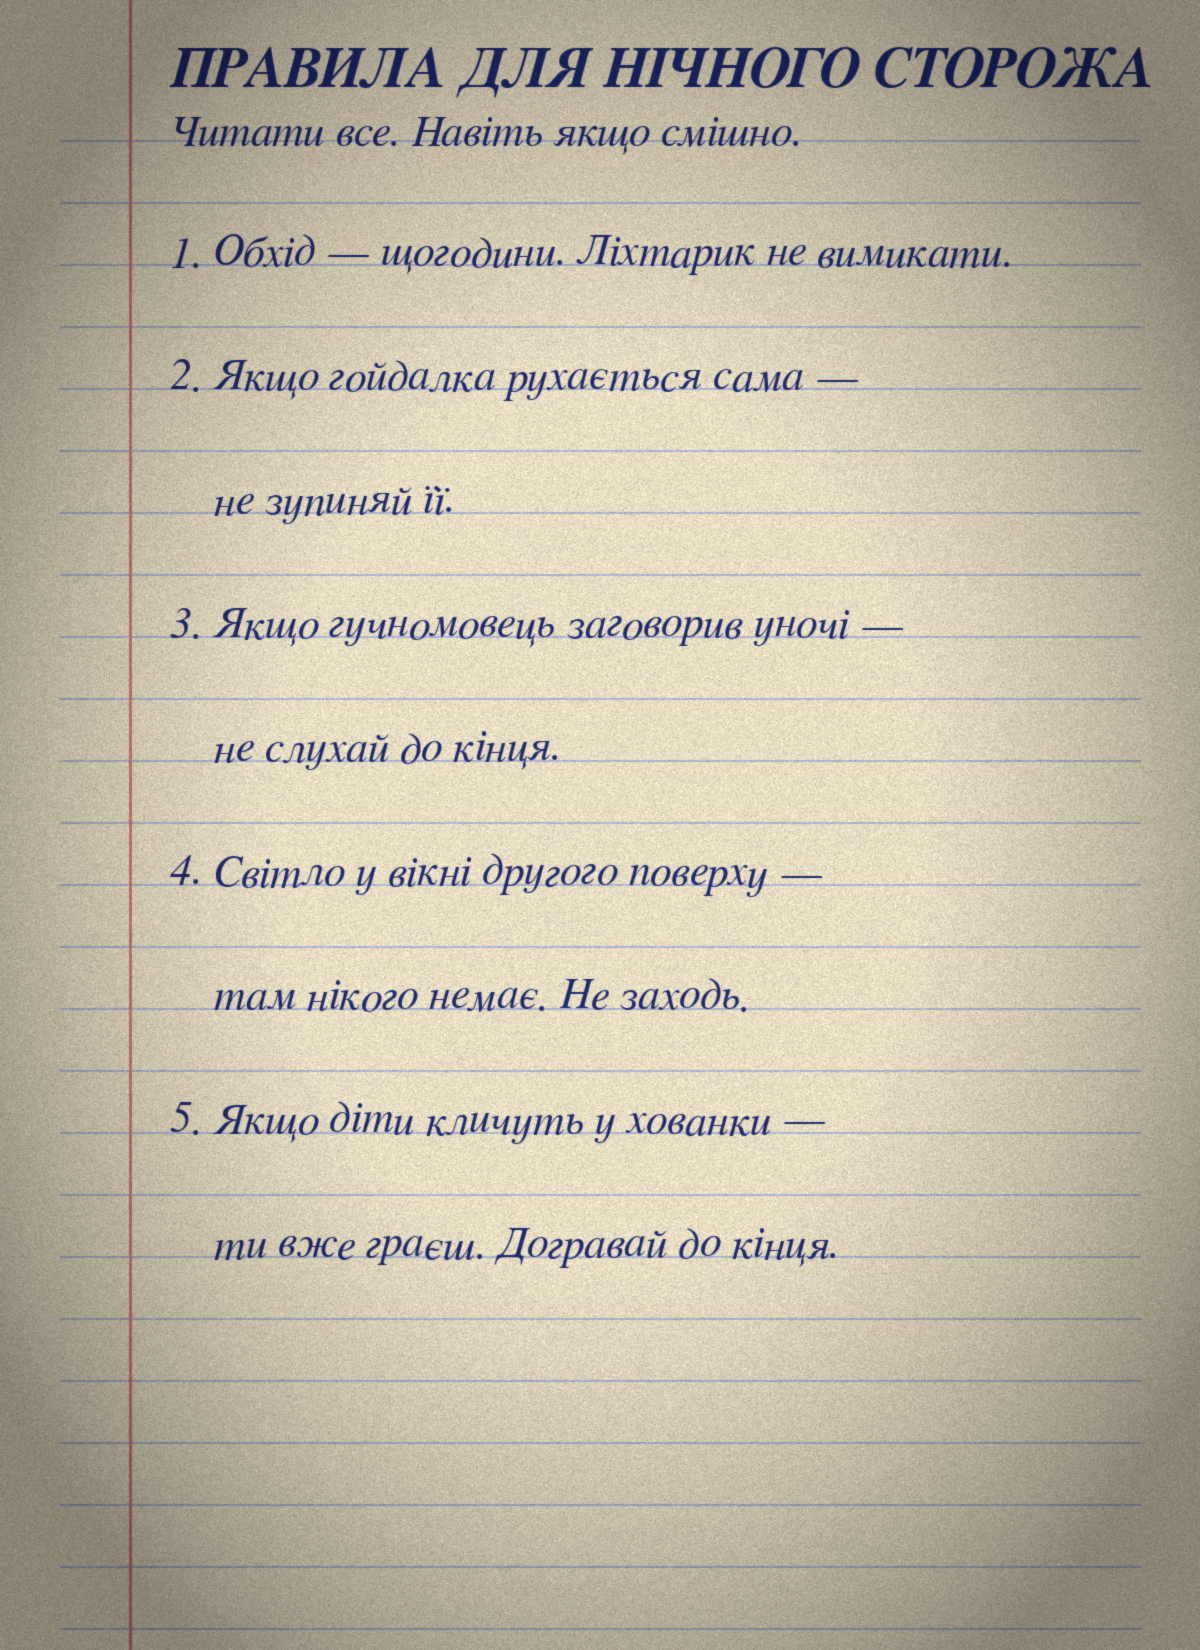 ПРАВИЛА ДЛЯ НІЧНОГО СТОРОЖА
Читати все. Навіть якщо смішно.
1. Обхід — щогодини. Ліхтарик не вимикати.
2. Якщо гойдалка рухається сама —
не зупиняй її.
3. Якщо гучномовець заговорив уночі —
не слухай до кінця.
4. Світло у вікні другого поверху —
там нікого немає. Не заходь.
5. Якщо діти кличуть у хованки —
ти вже граєш. Догравай до кінця.